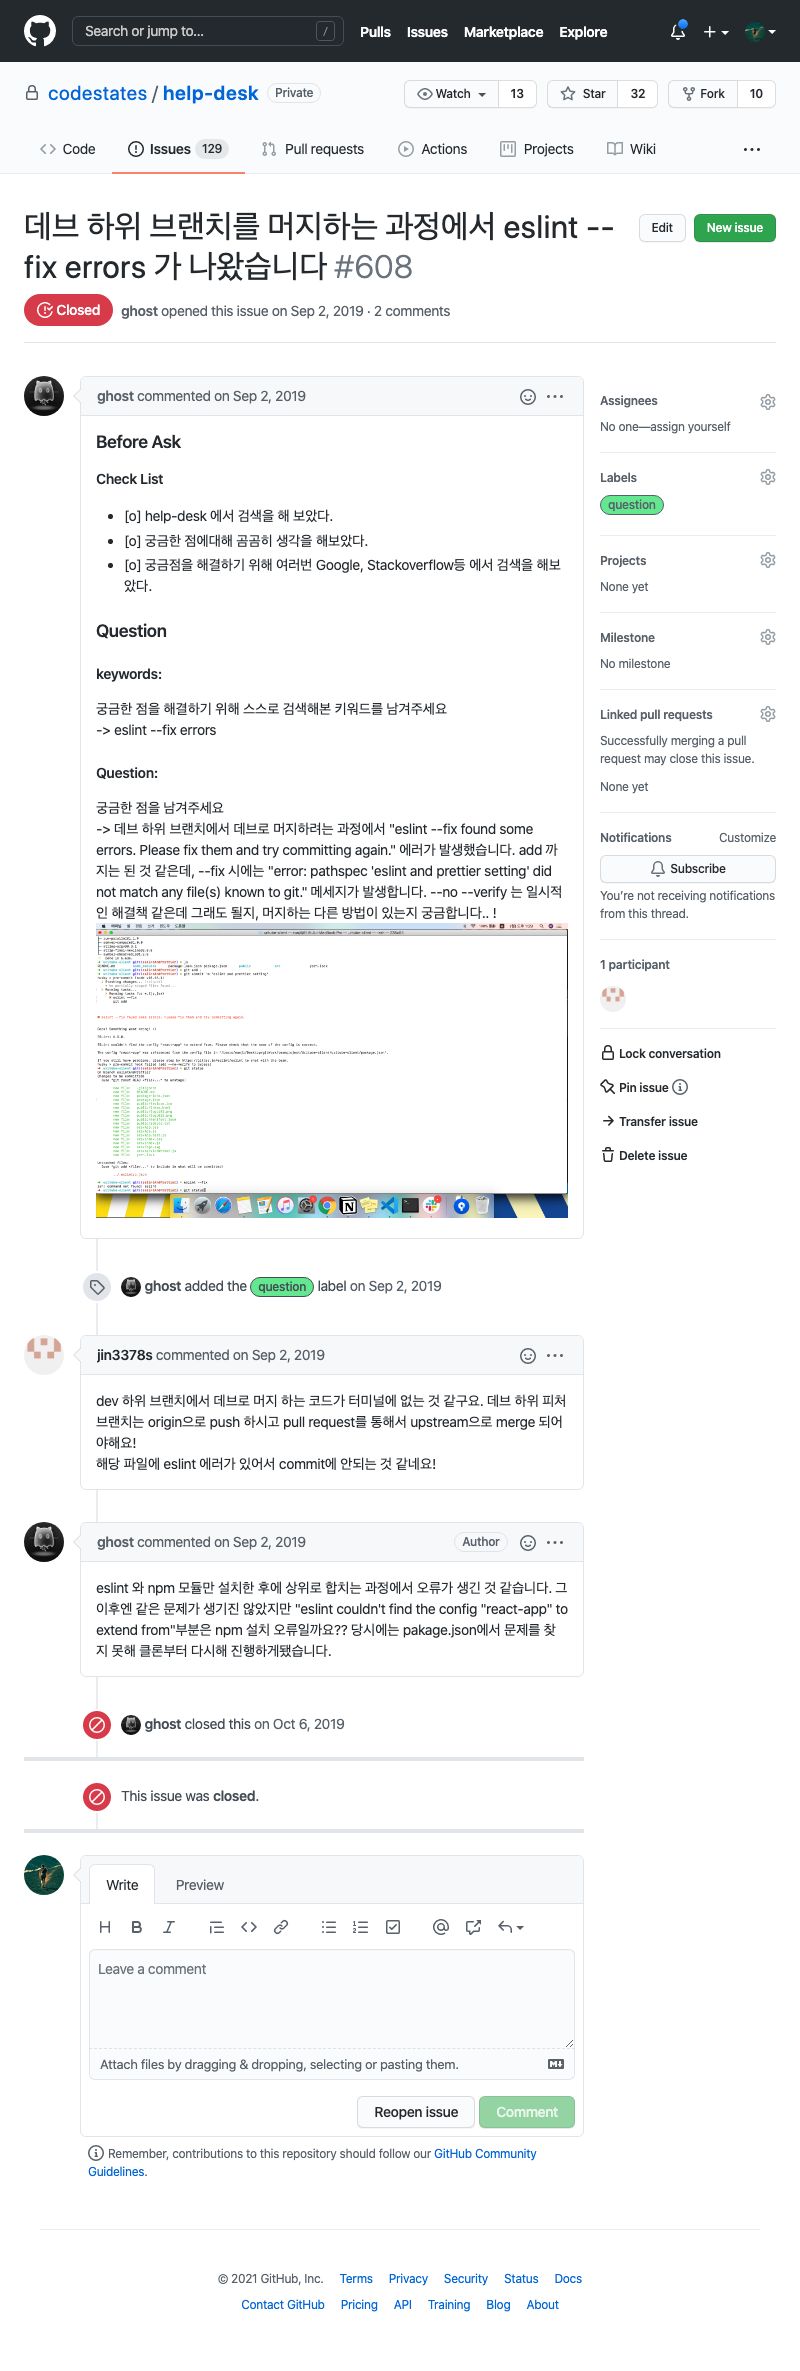 Search or jump to...
/
Pulls Issues Marketplace Explore
codestates / help-desk Private
Watch 13 Star 32 Fork 10
Code Issues 129 Pull requests Actions Projects Wiki
데브 하위 브랜치를 머지하는 과정에서 eslint --
fix errors 가 나왔습니다 #608
Edit New issue
Closed ghost opened this issue on Sep 2, 2019 · 2 comments
ghost commented on Sep 2, 2019
Before Ask
Check List
[o] help-desk 에서 검색을 해 보았다.
[o] 궁금한 점에대해 곰곰히 생각을 해보았다.
[o] 궁금점을 해결하기 위해 여러번 Google, Stackoverflow등 에서 검색을 해보
았다.
Question
keywords:
궁금한 점을 해결하기 위해 스스로 검색해본 키워드를 남겨주세요
-> eslint --fix errors
Question:
궁금한 점을 남겨주세요
-> 데브 하위 브랜치에서 데브로 머지하려는 과정에서 "eslint --fix found some
errors. Please fix them and try committing again." 에러가 발생했습니다. add 까
지는 된 것 같은데, --fix 시에는 "error: pathspec 'eslint and prettier setting' did
not match any file(s) known to git." 메세지가 발생합니다. --no --verify 는 일시적
인 해결책 같은데 그래도 될지, 머지하는 다른 방법이 있는지 궁금합니다.. !
Assignees
No one—assign yourself
Labels
question
Projects
None yet
Milestone
No milestone
Linked pull requests
Successfully merging a pull
request may close this issue.
None yet
Notifications Customize
Subscribe
You're not receiving notifications
from this thread.
1 participant
Lock conversation
Pin issue
Transfer issue
Delete issue
ghost added the question label on Sep 2, 2019
jin3378s commented on Sep 2, 2019
dev 하위 브랜치에서 데브로 머지 하는 코드가 터미널에 없는 것 같구요. 데브 하위 피처
브랜치는 origin으로 push 하시고 pull request를 통해서 upstream으로 merge 되어
야해요!
해당 파일에 eslint 에러가 있어서 commit에 안되는 것 같네요!
ghost commented on Sep 2, 2019 Author
eslint 와 npm 모듈만 설치한 후에 상위로 합치는 과정에서 오류가 생긴 것 같습니다. 그
이후엔 같은 문제가 생기진 않았지만 "eslint couldn't find the config "react-app" to
extend from"부분은 npm 설치 오류일까요?? 당시에는 pakage.json에서 문제를 찾
지 못해 클론부터 다시해 진행하게됐습니다.
ghost closed this on Oct 6, 2019
This issue was closed.
Write Preview
Leave a comment
Attach files by dragging & dropping, selecting or pasting them.
Reopen issue Comment
Remember, contributions to this repository should follow our GitHub Community
Guidelines.
© 2021 GitHub, Inc. Terms Privacy Security Status Docs
Contact GitHub Pricing API Training Blog About